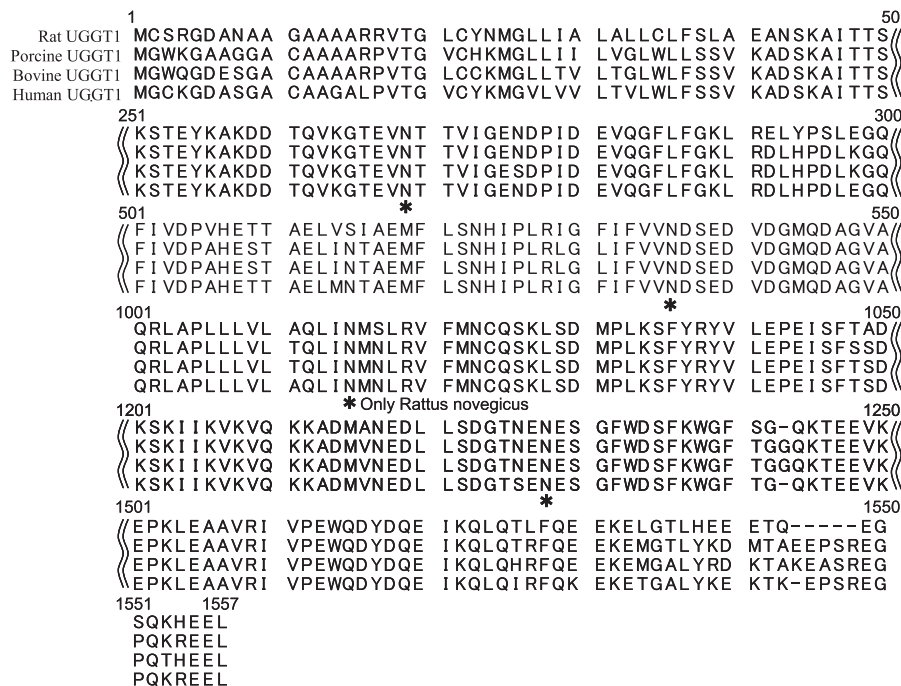 1 50
Rat UGGT1 MCSRGDANAA GAAAARRVTG LCYNMGLLIA LALLCLFSLA EANSKAITTS
Porcine UGGT1 MGWKGAAGGA CAAAARPVTG LCHKMGLLII LVGLWLLSSV KADSKAITTS
Bovine UGGT1 MGWQGDESGA CAAAARPVTG LCCKMGLLTV LTGLWLFSSV KADSKAITTS
Human UGGT1 MGCKGDASGA CAAGALPVTG VCYKMGVLVV LTVLWLFSSV KADSKAITTS
251 300
KSTEYKAKDD TQVKGTEVNT TVIGENDPID EVQGFLFGKL RELYPSLEGQ
KSTEYKAKDD TQVKGTEVNT TVIGENDPID EVQGFLFGKL RDLHPDLKGQ
KSTEYKAKDD TQVKGTEVNT TVIGESDPID EVQGFLFGKL RDLHPDLKGQ
KSTEYKAKDD TQVKGTEVNT TVIGENDPID EVQGFLFGKL RDLHPDLEGQ
*
501 550
FIVDPVHETT AELVSIAEMF LSNHIPLRIG FIFVVNDSED VDGMQDAGVA
FIVDPAHEST AELINTAEMF LSNHIPLRLG LIFVVNDSED VDGMQDAGVA
FIVDPAHEST AELINTAEMF LSNHIPLRLG LIFVVNDSED VDGMQDAGVA
FIVDPAHETT AELMNTAEMF LSNHIPLRIG FIFVVNDSED VDGMQDAGVA
*
1001 1050
QRLAPLLLVL AQLINMSLRV FMNCQSKLSD MPLKSFYRYV LEPEISFTAD
QRLAPLLLVL TQLINMNLRV FMNCQSKLSD MPLKSFYRYV LEPEISFSSD
QRLAPLLLVL TQLINMNLRV FMNCQSKLSD MPLKSFYRYV LEPEISFTSD
QRLAPLLLVL AQLINMNLRV FMNCQSKLSD MPLKSFYRYV LEPEISFTSD
* Only Rattus novegicus
1201 1250
KSKIIKVKVQ KKADMANEDL LSDGTNENES GFWDSFKWGF SG-QKTEEVK
KSKIIKVKVQ KKADMVNEDL LSDGTNENES GFWDSFKWGF TGGQKTEEVK
KSKIIKVKVQ KKADMVNEDL LSDGTNENES GFWDSFKWGF TGGQKTEEVK
KSKIIKVKVQ KKADMVNEDL LSDGTSENES GFWDSFKWGF TG-QKTEEVK
*
1501 1550
EPKLEAAVRI VPEWQDYDQE IKQLQTLFQE EKELGTLHEE ETQ-----EG
EPKLEAAVRI VPEWQDYDQE IKQLQTRFQE EKEMGTLYKD MTAEEPSREG
EPKLEAAVRI VPEWQDYDQE IKQLQHRFQE EKEMGALYRD KTAKEASREG
EPKLEAAVRI VPEWQDYDQE IKQLQIRFQK EKETGALYKE KTK-EPSREG
1551 1557
SQKHEEL
PQKREEL
PQTHEEL
PQKREEL